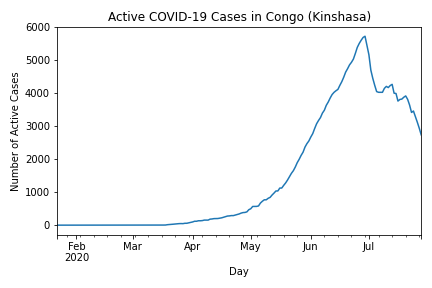 Active COVID-19 Cases in Congo (Kinshasa)
6000
5000
4000
3000
2000
1000
0
Number of Active Cases
Feb Mar Apr May Jun Jul
2020
Day